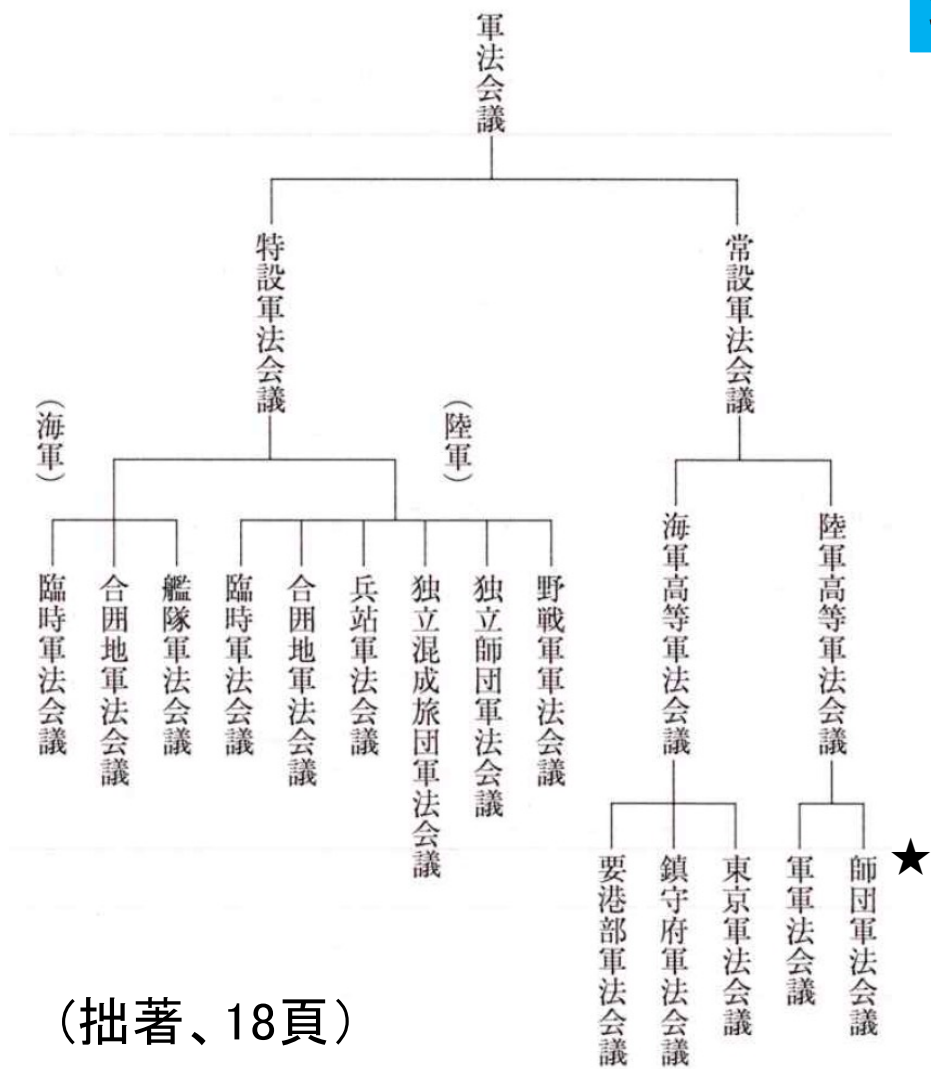 軍法会議
常設軍法会議
特設軍法会議
(陸軍)
(海軍)
陸軍高等軍法会議
海軍高等軍法会議
野戦軍軍法会議
独立師団軍法会議
独立混成旅団軍法会議
兵站軍法会議
合囲地軍法会議
臨時軍法会議
艦隊軍法会議
合囲地軍法会議
臨時軍法会議
★
師団軍法会議
軍軍法会議
東京軍法会議
鎮守府軍法会議
要港部軍法会議
(拙著、18頁)